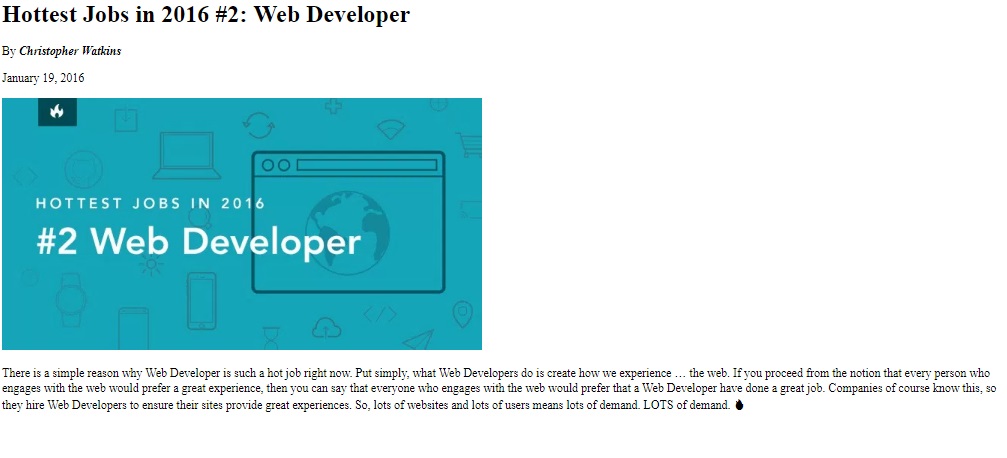 Hottest Jobs in 2016 #2: Web Developer
By Christopher Watkins
January 19, 2016
HOTTEST JOBS IN 2016
#2 Web Developer
There is a simple reason why Web Developer is such a hot job right now. Put simply, what Web Developers do is create how we experience … the web. If you proceed from the notion that every person who
engages with the web would prefer a great experience, then you can say that everyone who engages with the web would prefer that a Web Developer have done a great job. Companies of course know this, so
they hire Web Developers to ensure their sites provide great experiences. So, lots of websites and lots of users means lots of demand. LOTS of demand.